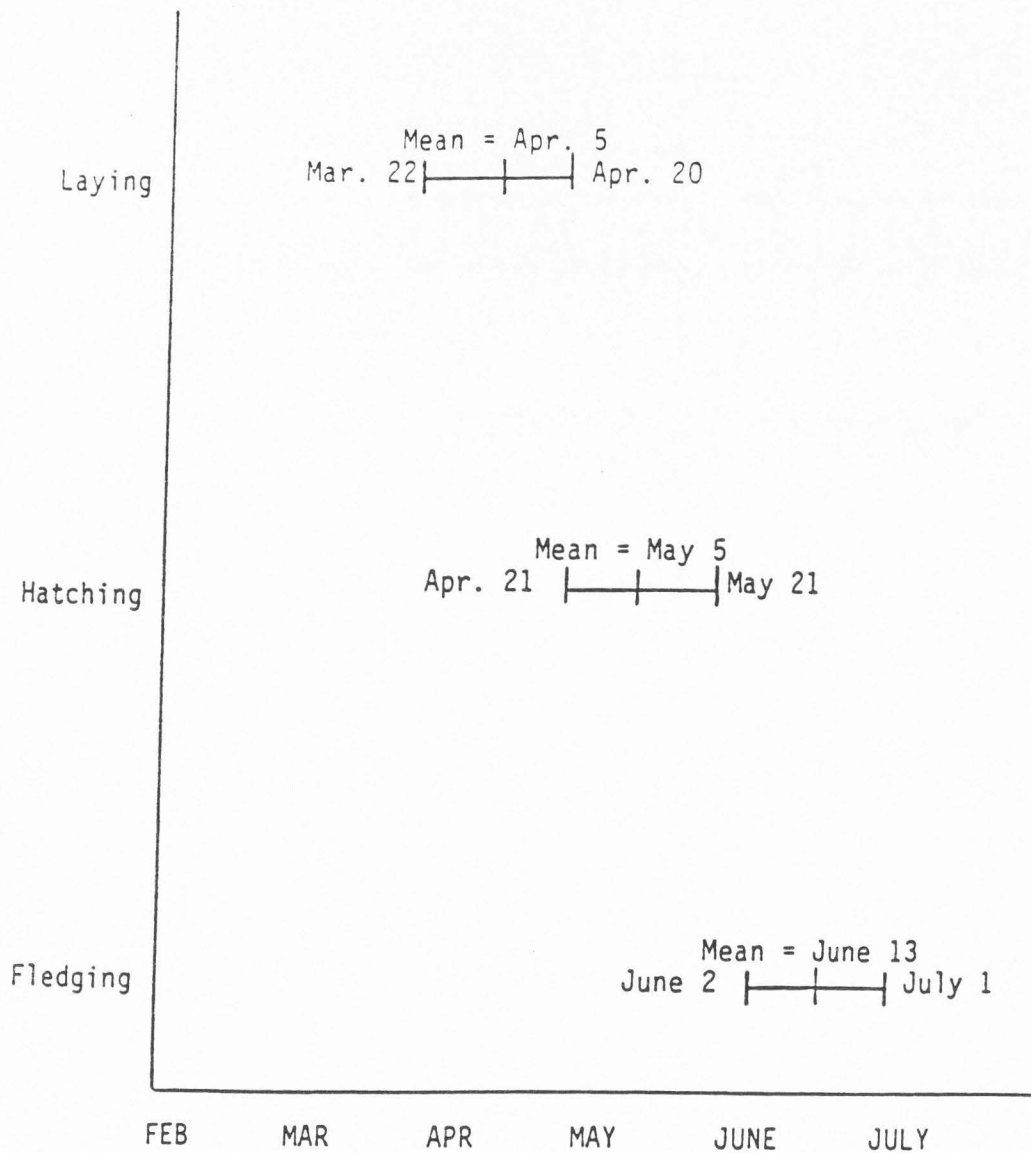 Mean = Apr. 5
Laying Mar. 22 Apr. 20
Mean = May 5
Hatching Apr. 21 May 21
Mean = June 13
Fledging June 2 July 1
FEB MAR APR MAY JUNE JULY